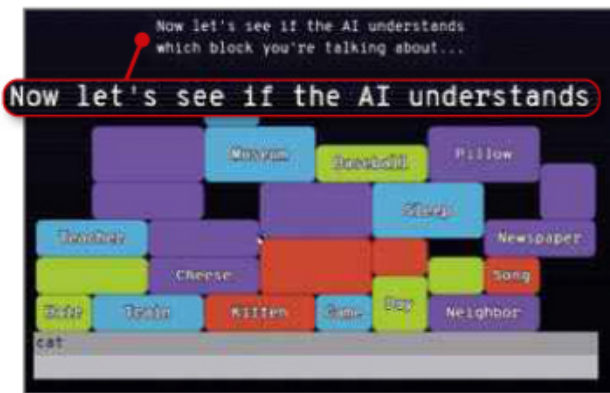 Now let's see if the AI understands
which block you're talking about...
Now let's see if the AI understands
Museum
Baseball
Pillow
Sleep
Teacher
Newspaper
Cheese
Song
Train
Kitten
Game
Day
Neighbor
cat